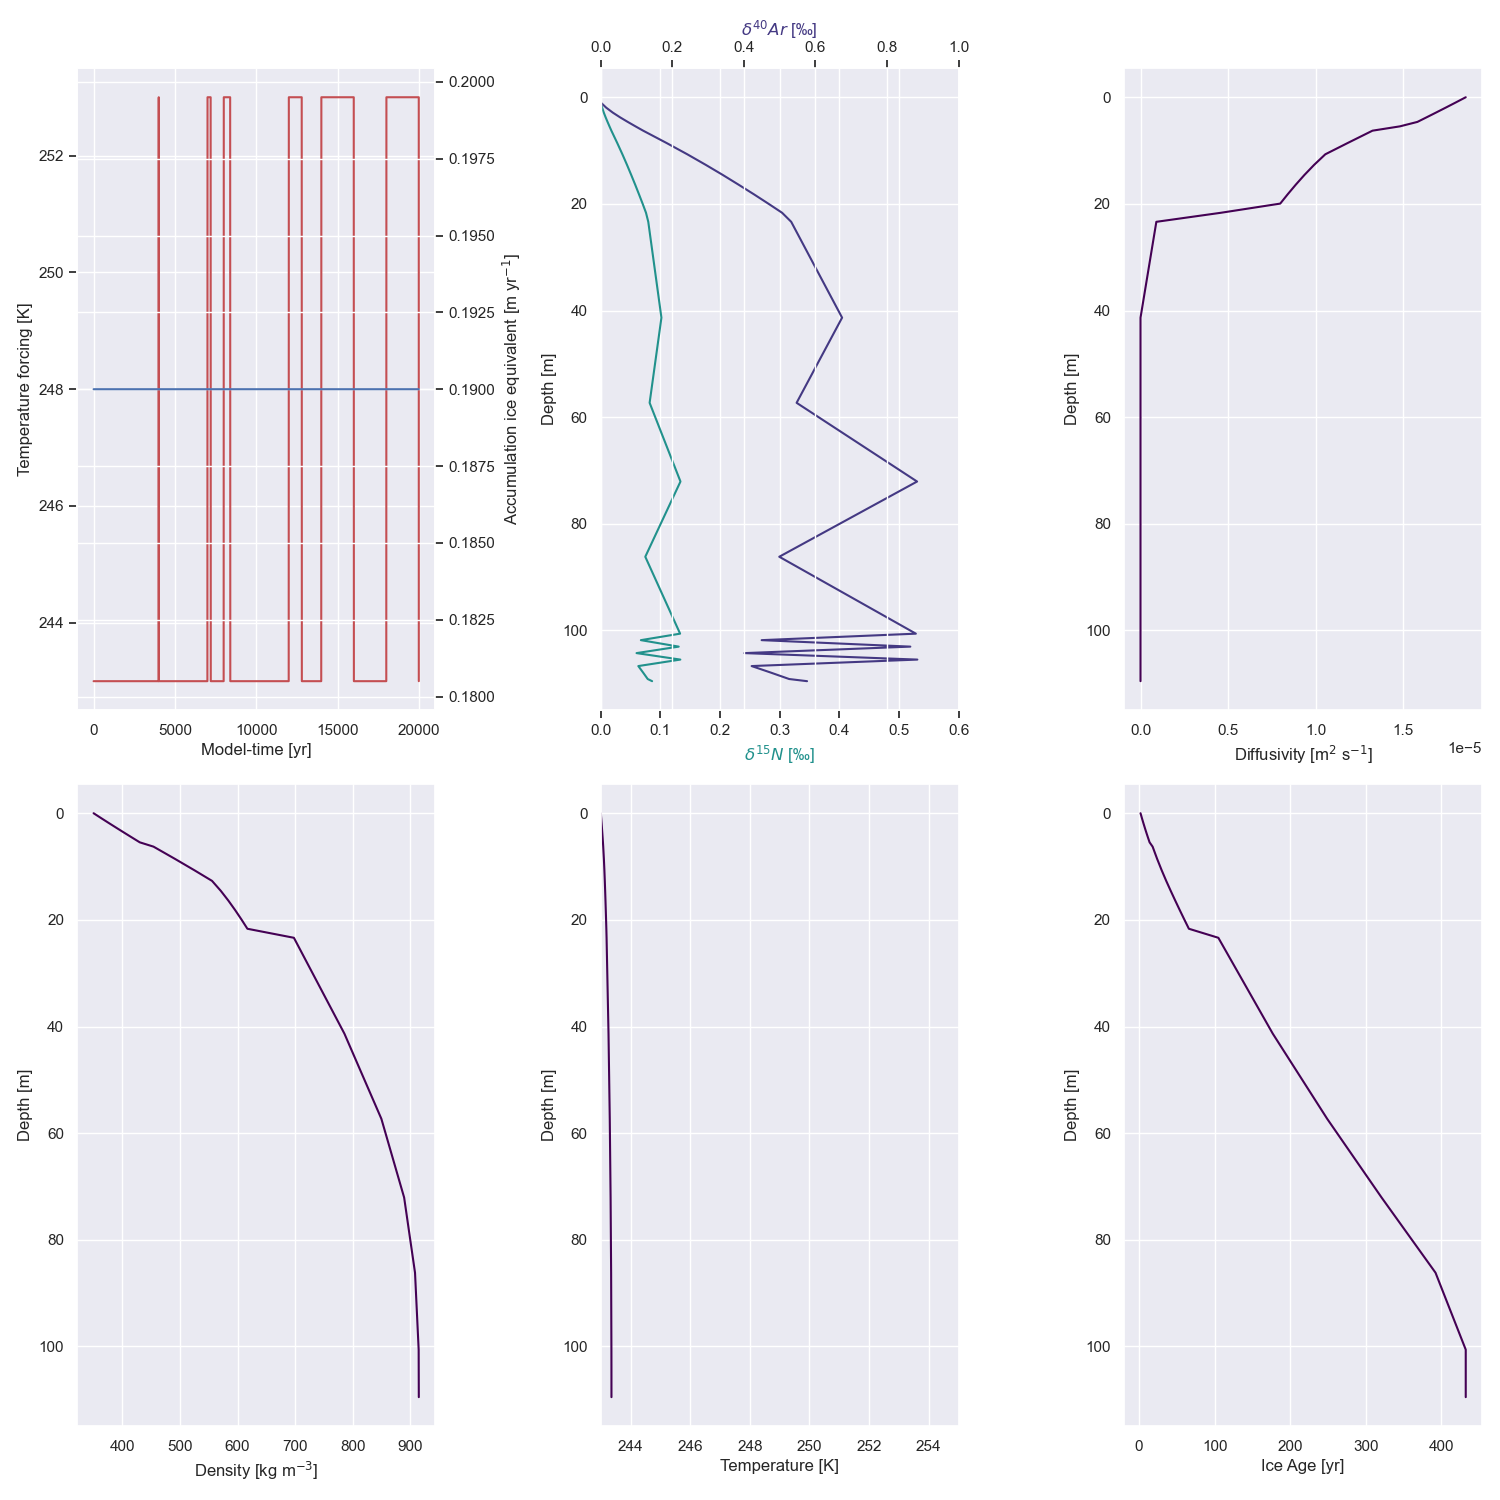 δ⁴⁰Ar [‰]
0.0 0.2 0.4 0.6 0.8 1.0
252
250
248
246
244
Temperature forcing [K]
0.2000
0.1975
0.1950
0.1925
0.1900
0.1875
0.1850
0.1825
0.1800
Accumulation ice equivalent [m yr⁻¹]
0 5000 10000 15000 20000
Model-time [yr]
0
20
40
60
80
100
Depth [m]
0.0 0.1 0.2 0.3 0.4 0.5 0.6
δ¹⁵N [‰]
0
20
40
60
80
100
Depth [m]
0.0 0.5 1.0 1.5
1e−5
Diffusivity [m² s⁻¹]
0
20
40
60
80
100
Depth [m]
400 500 600 700 800 900
Density [kg m⁻³]
0
20
40
60
80
100
Depth [m]
244 246 248 250 252 254
Temperature [K]
0
20
40
60
80
100
Depth [m]
0 100 200 300 400
Ice Age [yr]